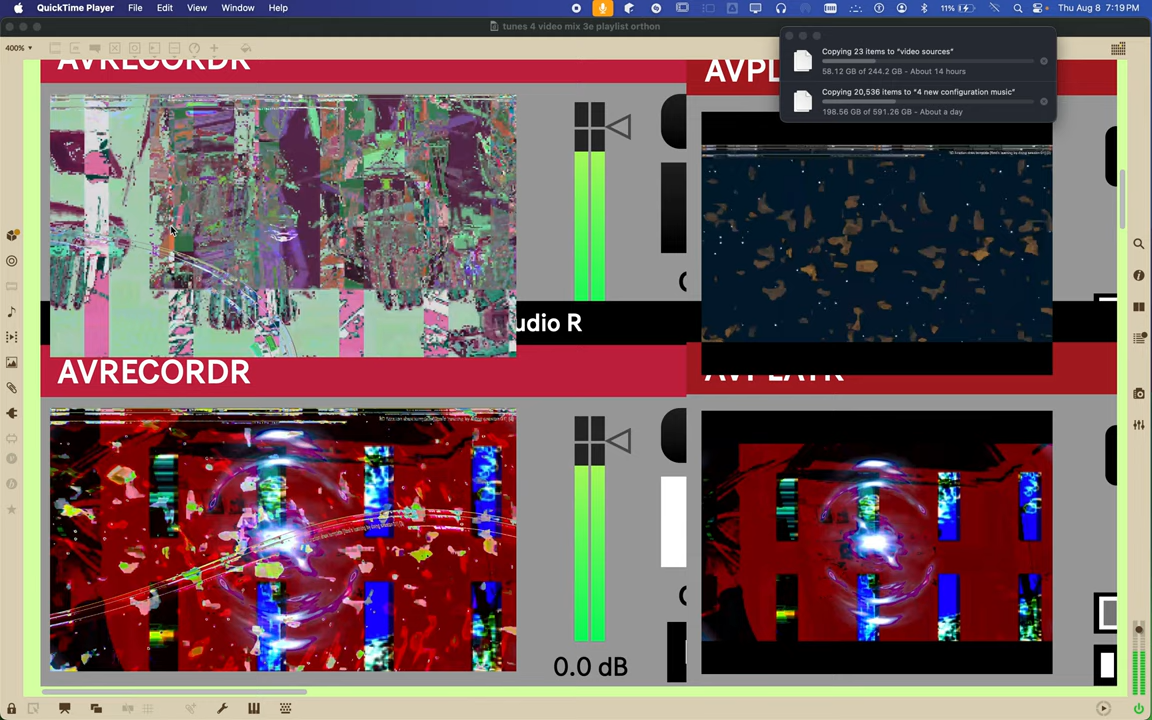 QuickTime Player File Edit View Window Help
11%
Thu Aug 8 7:19 PM
tunes 4 video mix 3e playlist orthon
400%
Copying 23 items to "video sources"
58.12 GB of 244.2 GB - About 14 hours
Copying 20,536 items to "4 new configuration music"
198.56 GB of 591.26 GB - About a day
AVRECORDR
AVPL
udio R
AVRECORDR
AVPLAYR
0.0 dB